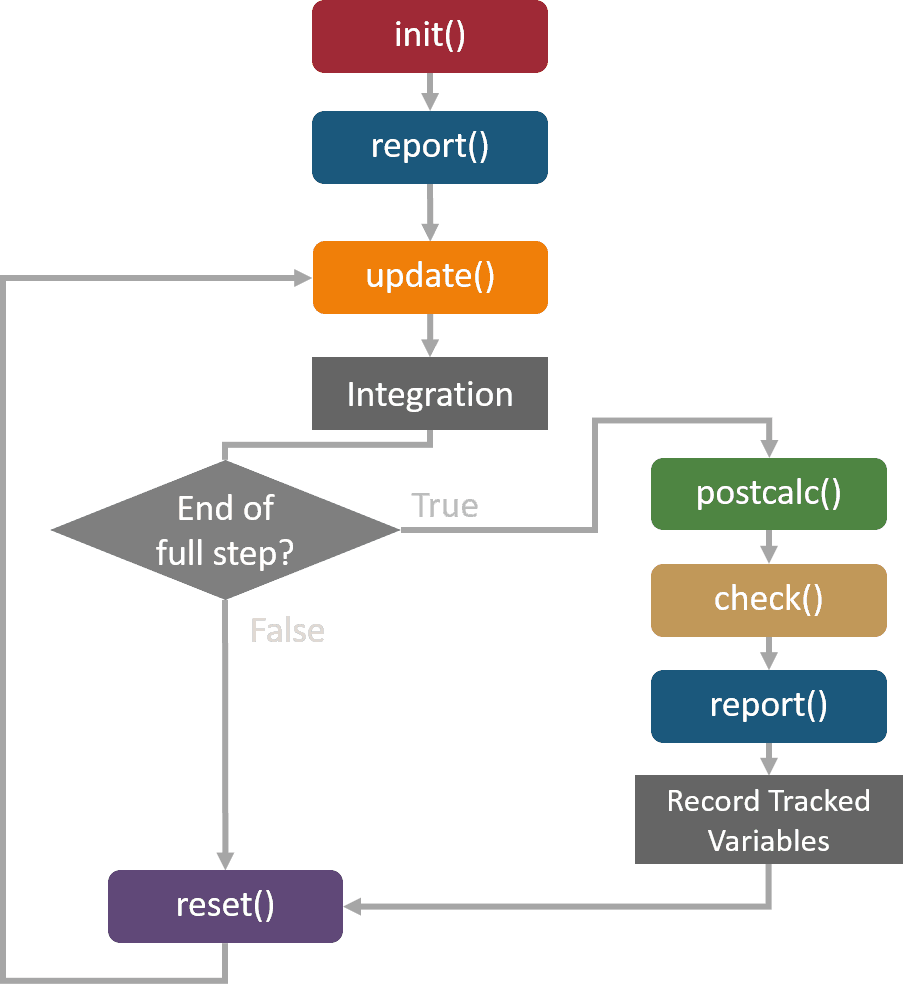 init()
report()
update()
Integration
End of
full step?
True
False
postcalc()
check()
report()
Record Tracked
Variables
reset()